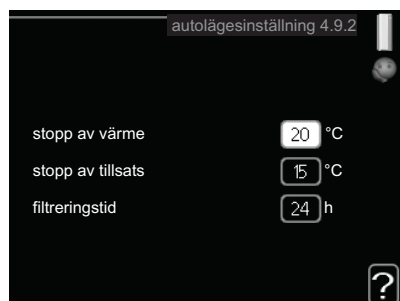 autolägesinställning 4.9.2
stopp av värme 20 °C
stopp av tillsats 15 °C
filtreringstid 24 h
?